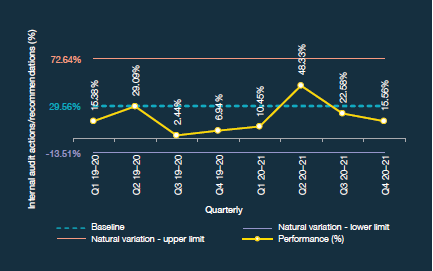 Internal audit actions/recommendations (%)
72.64%
29.56%
-13.51%
15.38%
29.09%
2.44%
6.94%
10.45%
48.33%
22.58%
15.56%
Q1 19–20
Q2 19–20
Q3 19–20
Q4 19–20
Q1 20–21
Q2 20–21
Q3 20–21
Q4 20–21
Quarterly
Baseline
Natural variation - lower limit
Natural variation - upper limit
Performance (%)